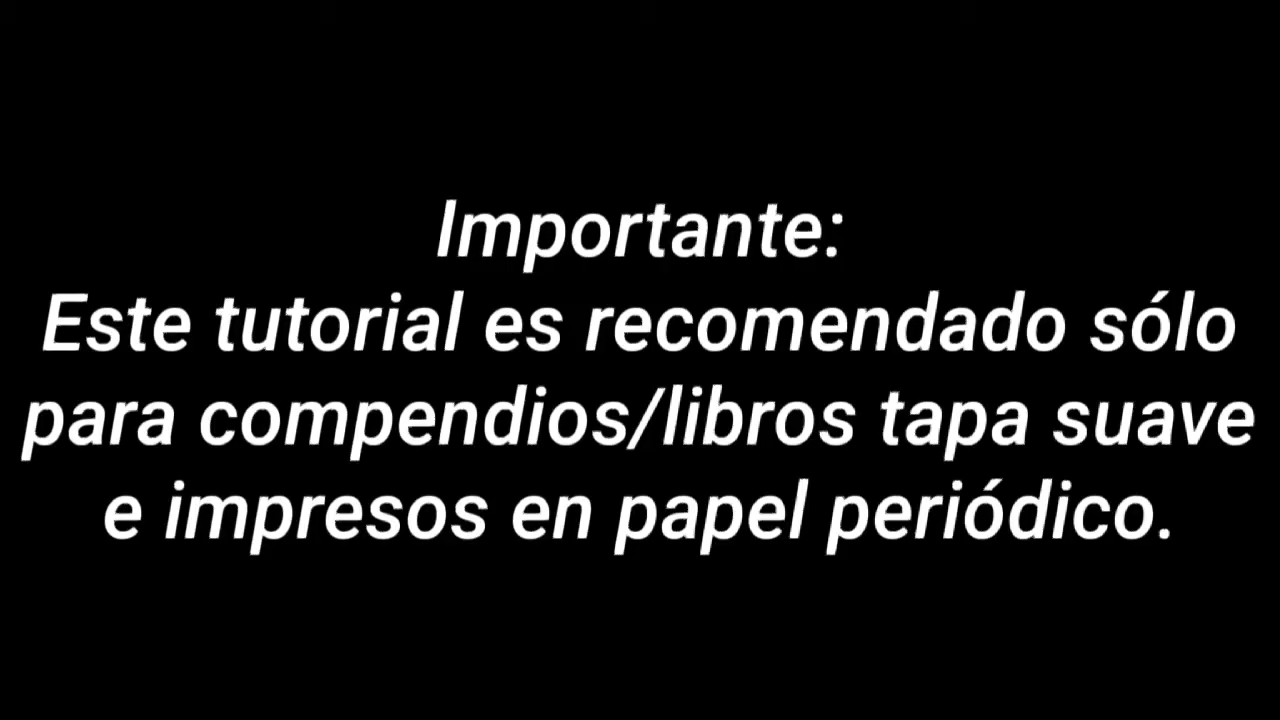 Importante:
Este tutorial es recomendado sólo
para compendios/libros tapa suave
e impresos en papel periódico.